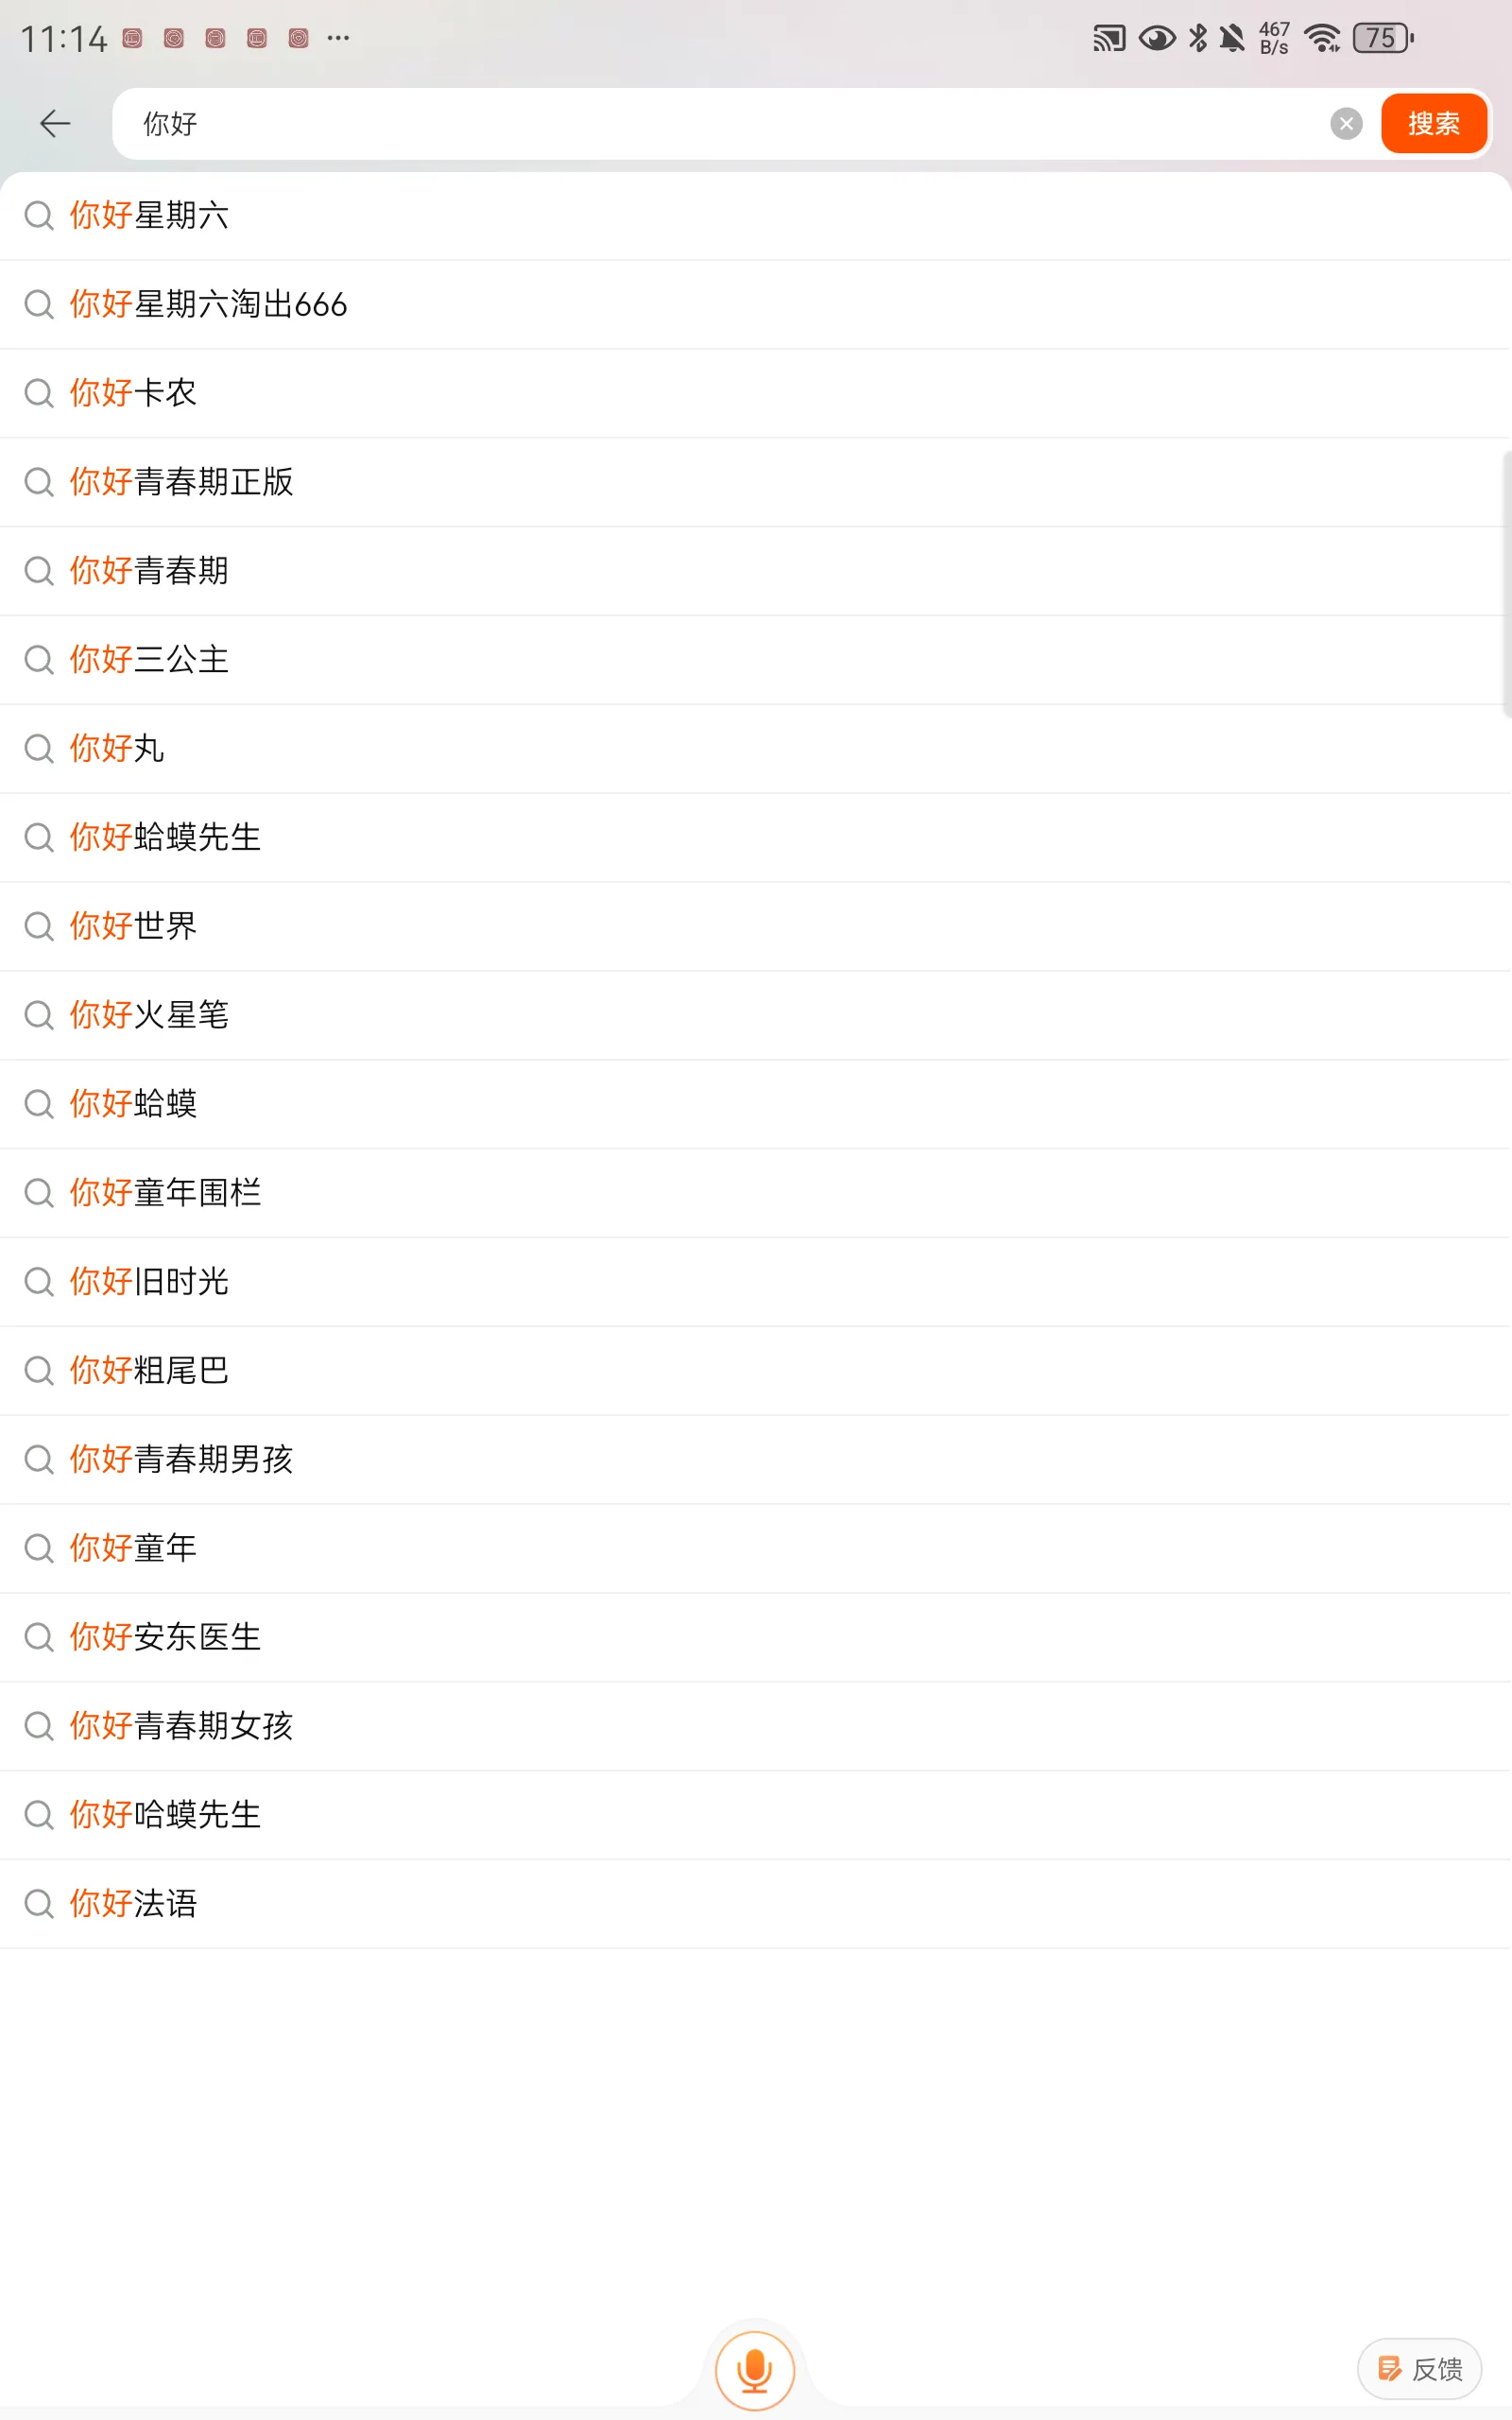 11:14
467
B/s
75
你好
搜索
你好星期六
你好星期六淘出666
你好卡农
你好青春期正版
你好青春期
你好三公主
你好丸
你好蛤蟆先生
你好世界
你好火星笔
你好蛤蟆
你好童年围栏
你好旧时光
你好粗尾巴
你好青春期男孩
你好童年
你好安东医生
你好青春期女孩
你好哈蟆先生
你好法语
反馈